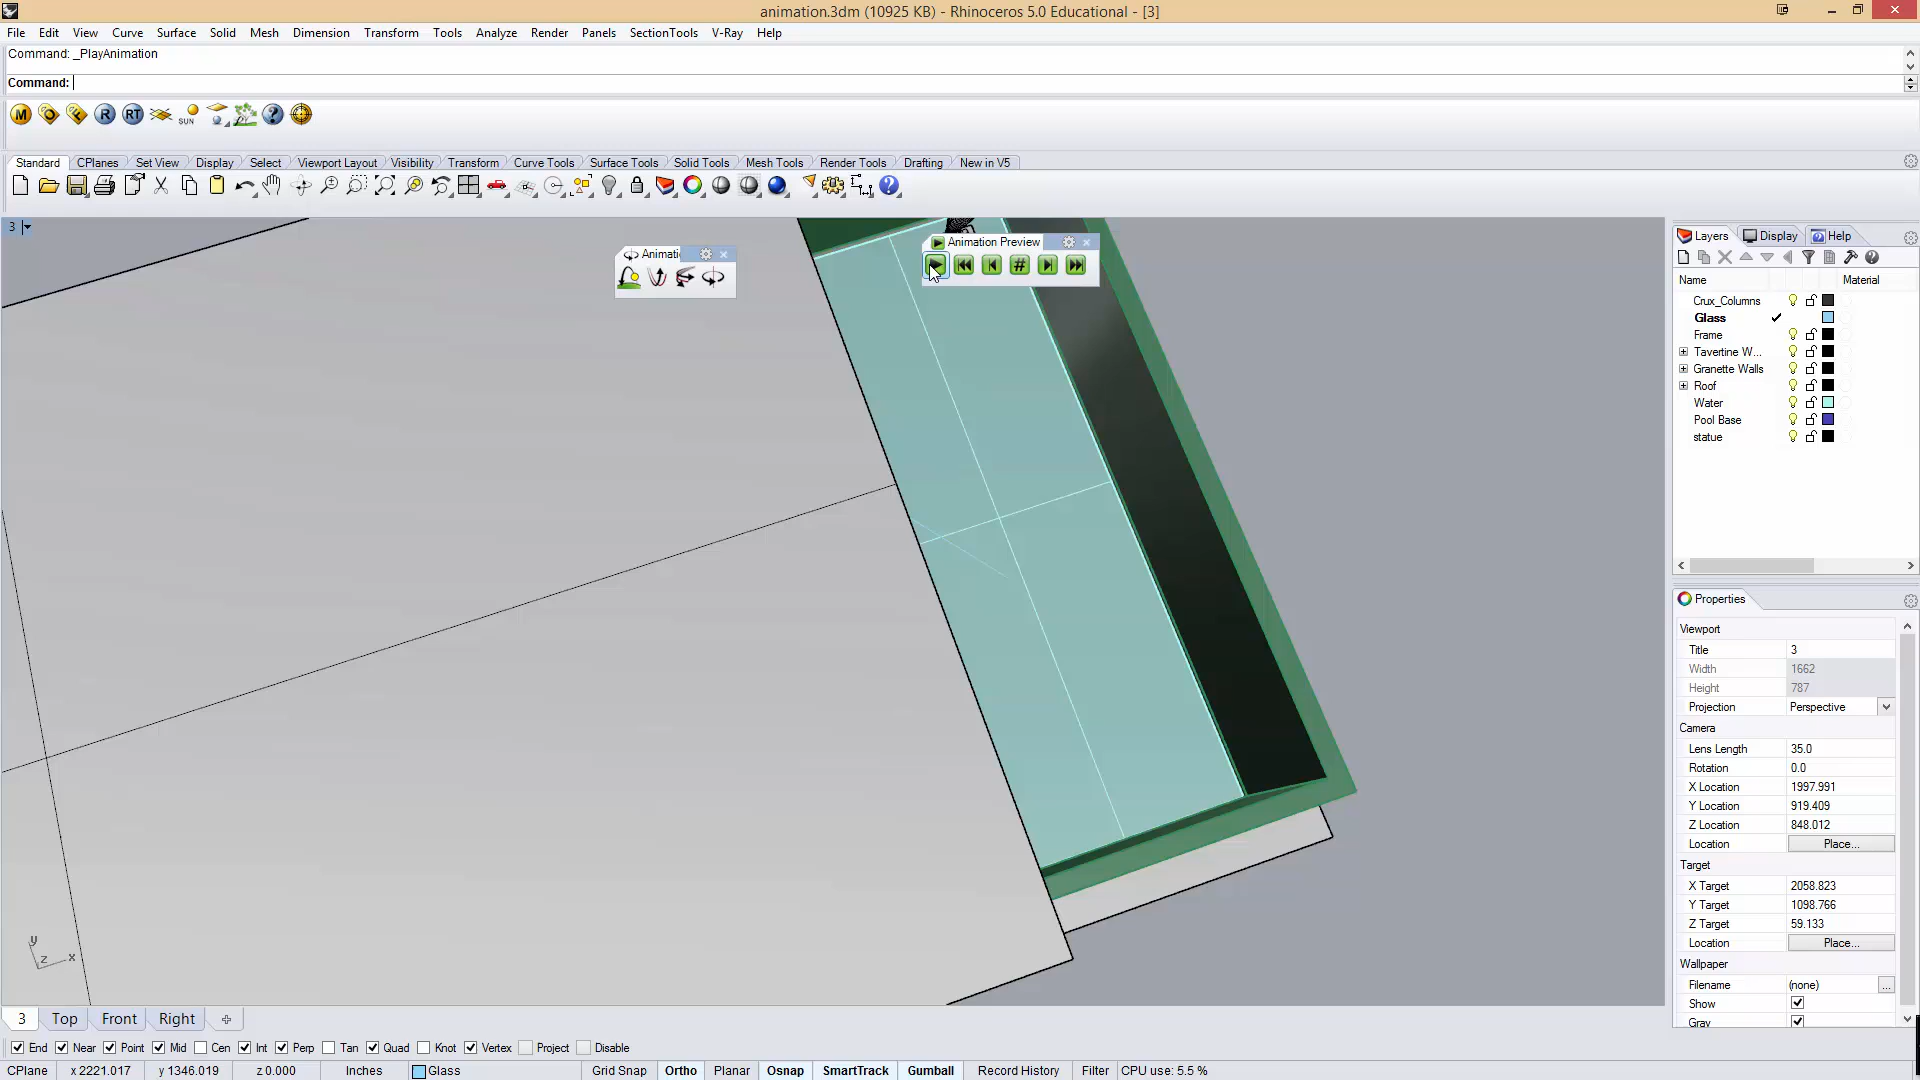 animation.3dm (10925 KB) - Rhinoceros 5.0 Educational - [3]
File Edit View Curve Surface Solid Mesh Dimension Transform Tools Analyze Render Panels SectionTools V-Ray Help
Command: _PlayAnimation
Command:
M O F R RT SUN ?
Standard CPlanes Set View Display Select Viewport Layout Visibility Transform Curve Tools Surface Tools Solid Tools Mesh Tools Render Tools Drafting New in V5
3
Animati
Animation Preview
Layers Display Help
Name Material
Crux_Columns
Glass
Frame
Tavertine W...
Granette Walls
Roof
Water
Pool Base
statue
Properties
Viewport
Title 3
Width 1662
Height 787
Projection Perspective
Camera
Lens Length 35.0
Rotation 0.0
X Location 1997.991
Y Location 919.409
Z Location 848.012
Location Place...
Target
X Target 2058.823
Y Target 1098.766
Z Target 59.133
Location Place...
Wallpaper
Filename (none) ...
Show
Gray
y
z x
3 Top Front Right
End Near Point Mid Cen Int Perp Tan Quad Knot Vertex Project Disable
CPlane x 2221.017 y 1346.019 z 0.000 Inches Glass Grid Snap Ortho Planar Osnap SmartTrack Gumball Record History Filter CPU use: 5.5 %